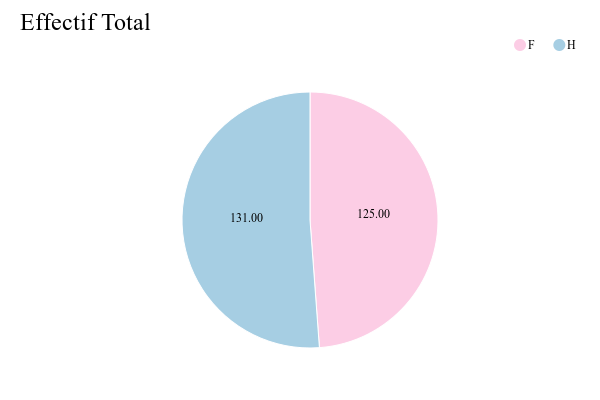 Effectif Total
F
H
131.00
125.00